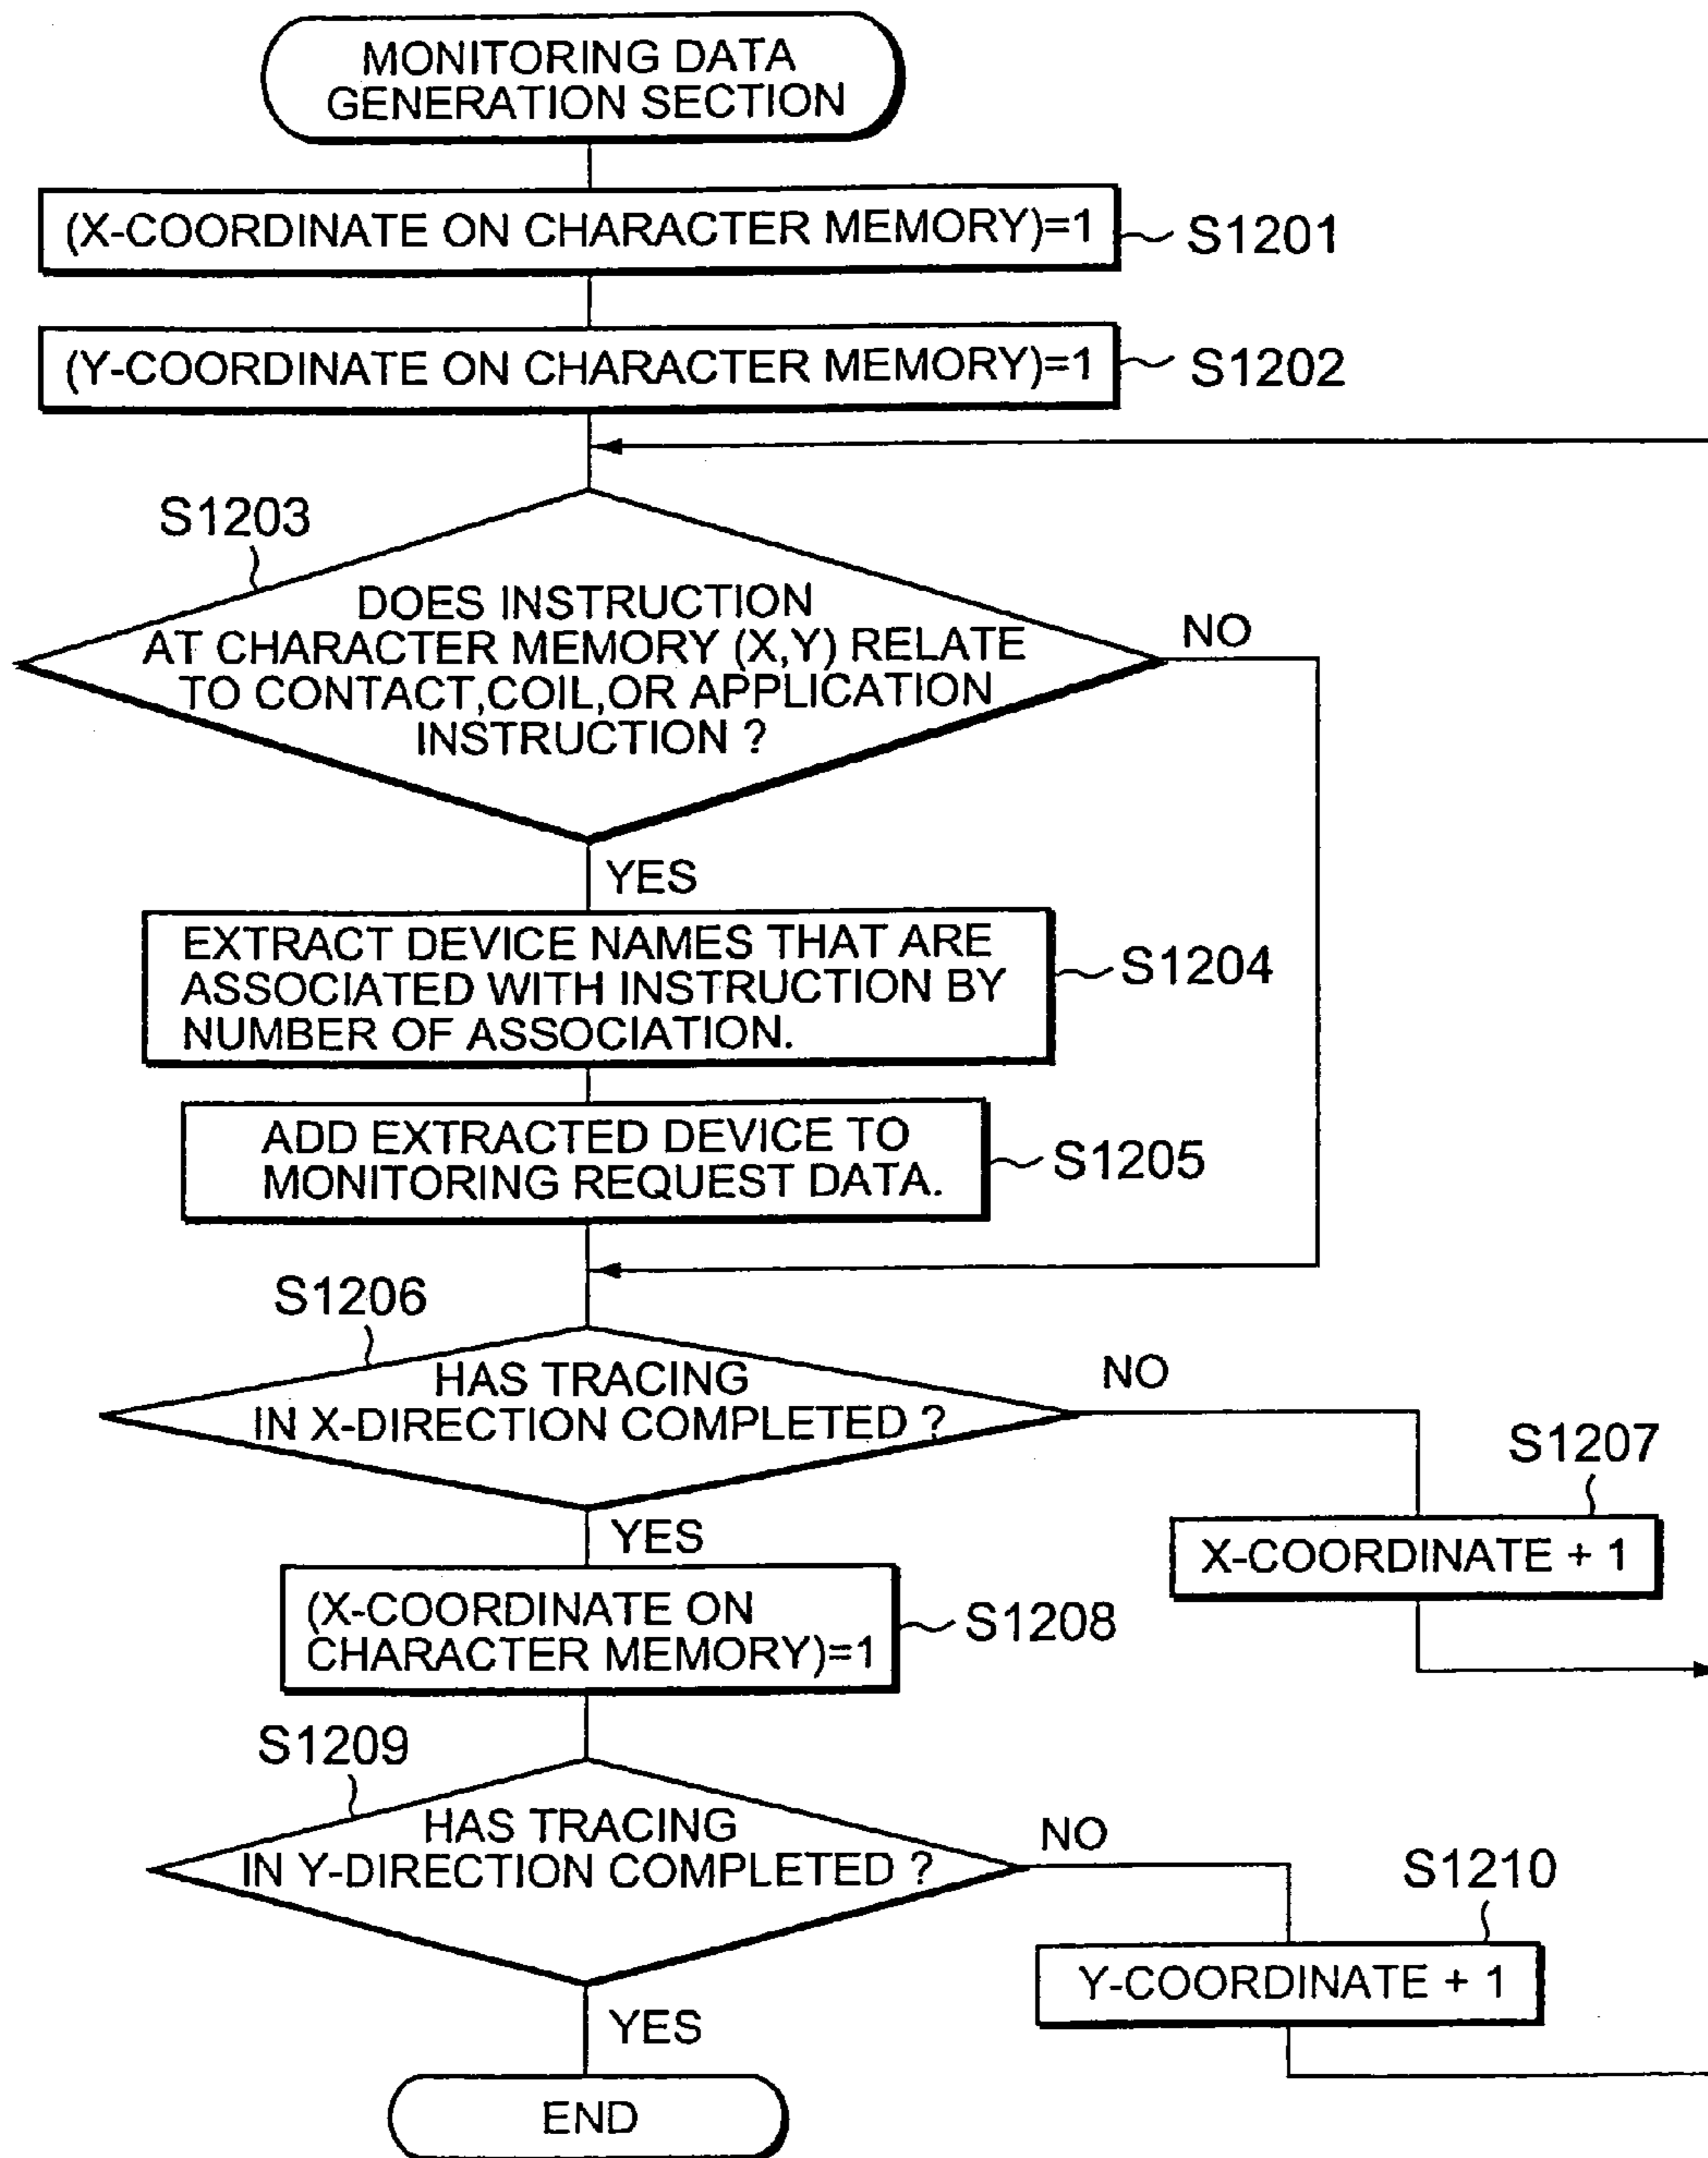 MONITORING DATA
GENERATION SECTION
(X-COORDINATE ON CHARACTER MEMORY)=1
S1201
(Y-COORDINATE ON CHARACTER MEMORY)=1
S1202
S1203
DOES INSTRUCTION
AT CHARACTER MEMORY (X,Y) RELATE
TO CONTACT,COIL,OR APPLICATION
INSTRUCTION ?
NO
YES
EXTRACT DEVICE NAMES THAT ARE
ASSOCIATED WITH INSTRUCTION BY
NUMBER OF ASSOCIATION.
S1204
ADD EXTRACTED DEVICE TO
MONITORING REQUEST DATA.
S1205
S1206
HAS TRACING
IN X-DIRECTION COMPLETED ?
NO
S1207
X-COORDINATE + 1
YES
(X-COORDINATE ON
CHARACTER MEMORY)=1
S1208
S1209
HAS TRACING
IN Y-DIRECTION COMPLETED ?
NO
S1210
Y-COORDINATE + 1
YES
END